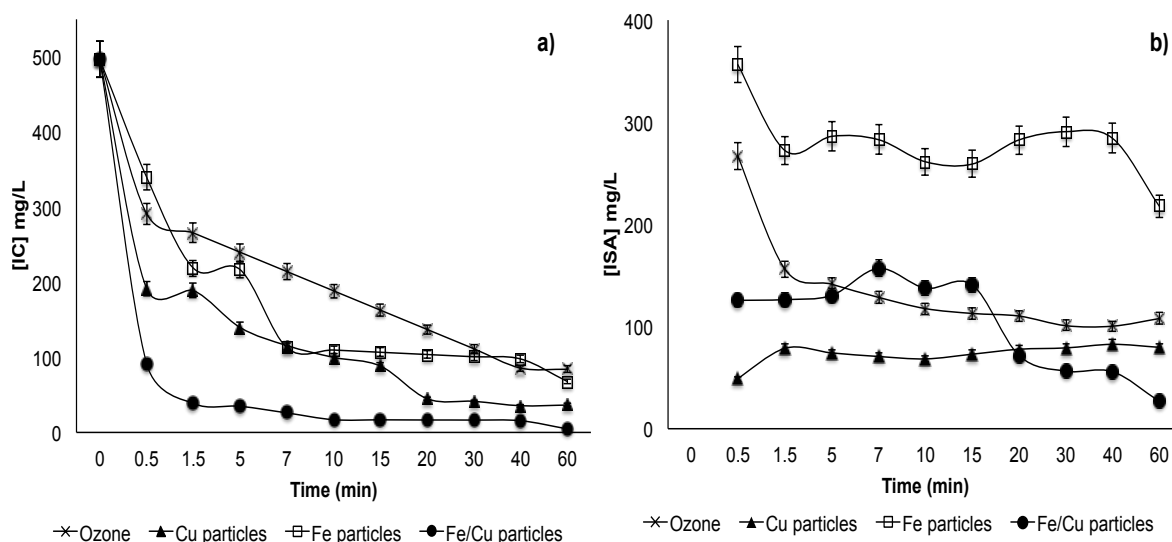 a)
[IC] mg/L
500
400
300
200
100
0
0 0.5 1.5 5 7 10 15 20 30 40 60
Time (min)
Ozone Cu particles Fe particles Fe/Cu particles
b)
[ISA] mg/L
400
300
200
100
0
0 0.5 1.5 5 7 10 15 20 30 40 60
Time (min)
Ozone Cu particles Fe particles Fe/Cu particles